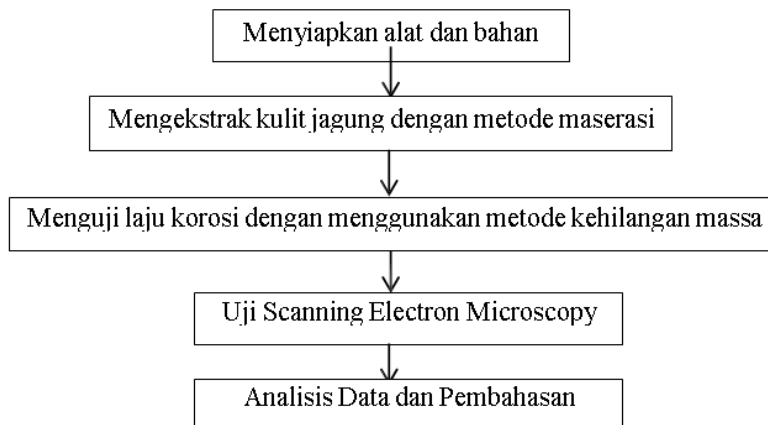 Menyiapkan alat dan bahan
Mengekstrak kulit jagung dengan metode maserasi
Menguji laju korosi dengan menggunakan metode kehilangan massa
Uji Scanning Electron Microscopy
Analisis Data dan Pembahasan